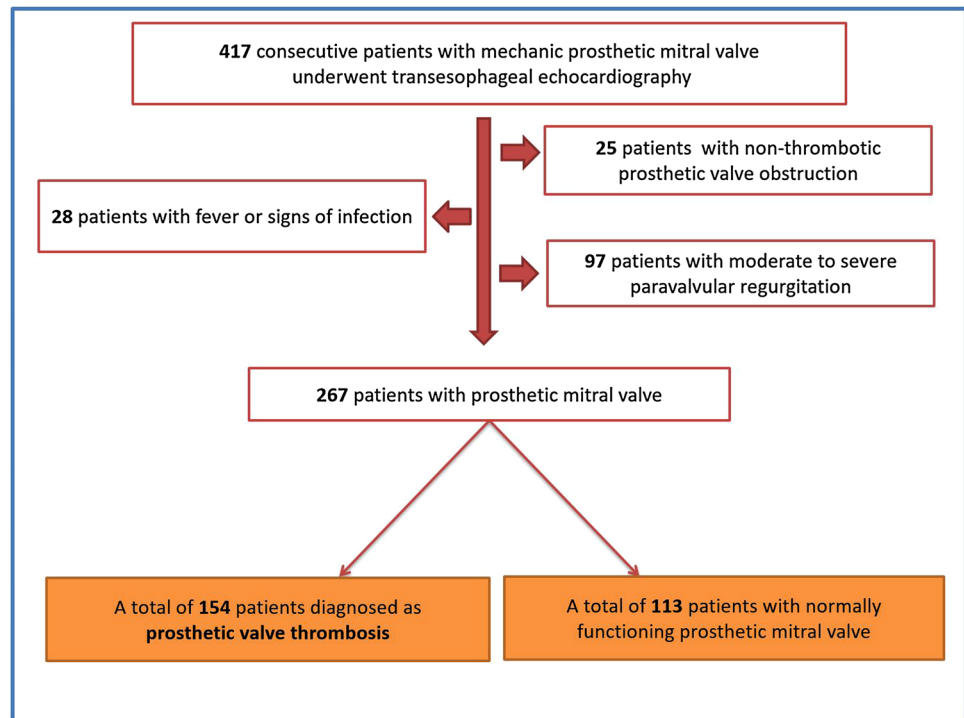 417 consecutive patients with mechanic prosthetic mitral valve
underwent transesophageal echocardiography
25 patients with non-thrombotic
prosthetic valve obstruction
28 patients with fever or signs of infection
97 patients with moderate to severe
paravalvular regurgitation
267 patients with prosthetic mitral valve
A total of 154 patients diagnosed as
prosthetic valve thrombosis
A total of 113 patients with normally
functioning prosthetic mitral valve